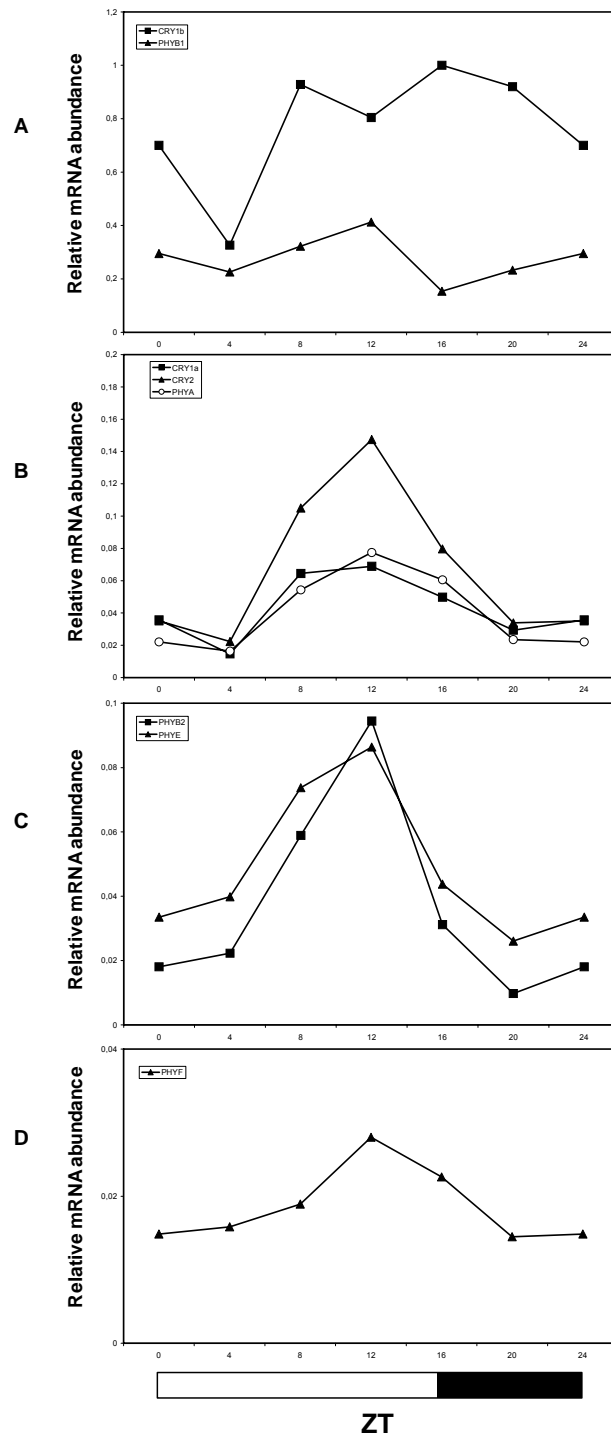 A
Relative mRNA abundance
CRY1b
PHYB1
1,2
1
0,8
0,6
0,4
0,2
0
0 4 8 12 16 20 24
B
Relative mRNA abundance
CRY1a
CRY2
PHYA
0,2
0,18
0,16
0,14
0,12
0,1
0,08
0,06
0,04
0,02
0
0 4 8 12 16 20 24
C
Relative mRNA abundance
PHYB2
PHYE
0,1
0,08
0,06
0,04
0,02
0
0 4 8 12 16 20 24
D
Relative mRNA abundance
PHYF
0,04
0,02
0
0 4 8 12 16 20 24
ZT